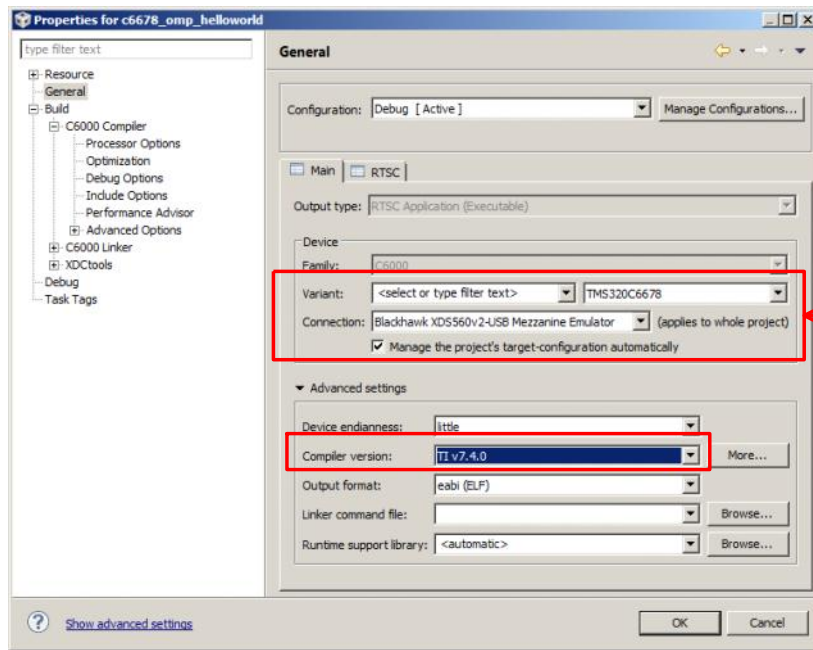 Properties for c6678_omp_helloworld
type filter text
Resource
General
Build
C6000 Compiler
Processor Options
Optimization
Debug Options
Include Options
Performance Advisor
Advanced Options
C6000 Linker
XDCtools
Debug
Task Tags
General
Configuration: Debug [ Active ] Manage Configurations...
Main RTSC
Output type: RTSC Application (Executable)
Device
Family: C6000
Variant: <select or type filter text> TMS320C6678
Connection: Blackhawk XDS560v2-USB Mezzanine Emulator (applies to whole project)
Manage the project's target-configuration automatically
Advanced settings
Device endianness: little
Compiler version: TI v7.4.0 More...
Output format: eabi (ELF)
Linker command file: Browse...
Runtime support library: <automatic> Browse...
? Show advanced settings OK Cancel